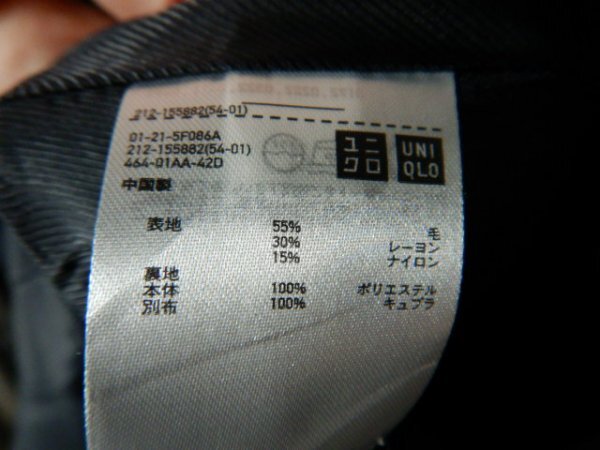 212-155882(54-01)
01-21-5F086A
212-155882(54-01)
464-01AA-42D
ユニ
クロ
UNI
QLO
中国製
表地 55% 毛
30% レーヨン
15% ナイロン
裏地
本体 100% ポリエステル
別布 100% キュプラ